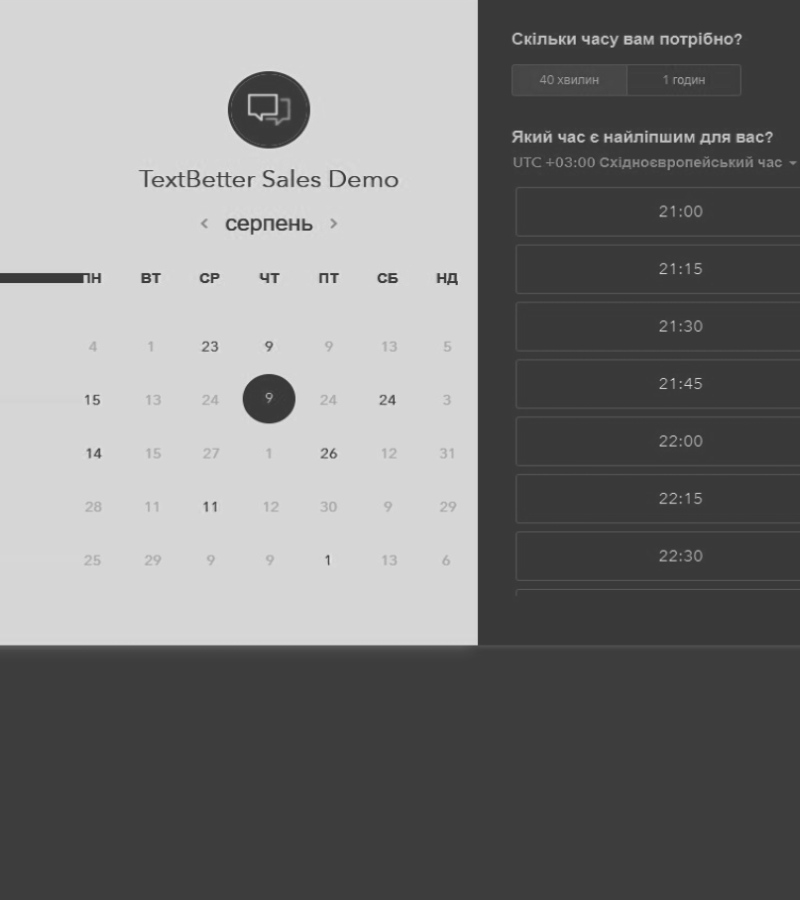 TextBetter Sales Demo
серпень
ПН ВТ СР ЧТ ПТ СБ НД
4 1 23 9 9 13 5
15 13 24 9 24 24 3
14 15 27 1 26 12 31
28 11 11 12 30 9 29
25 29 9 9 1 13 6
Скільки часу вам потрібно?
40 хвилин 1 годин
Який час є найліпшим для вас?
UTC +03:00 Східноєвропейський час
21:00
21:15
21:30
21:45
22:00
22:15
22:30